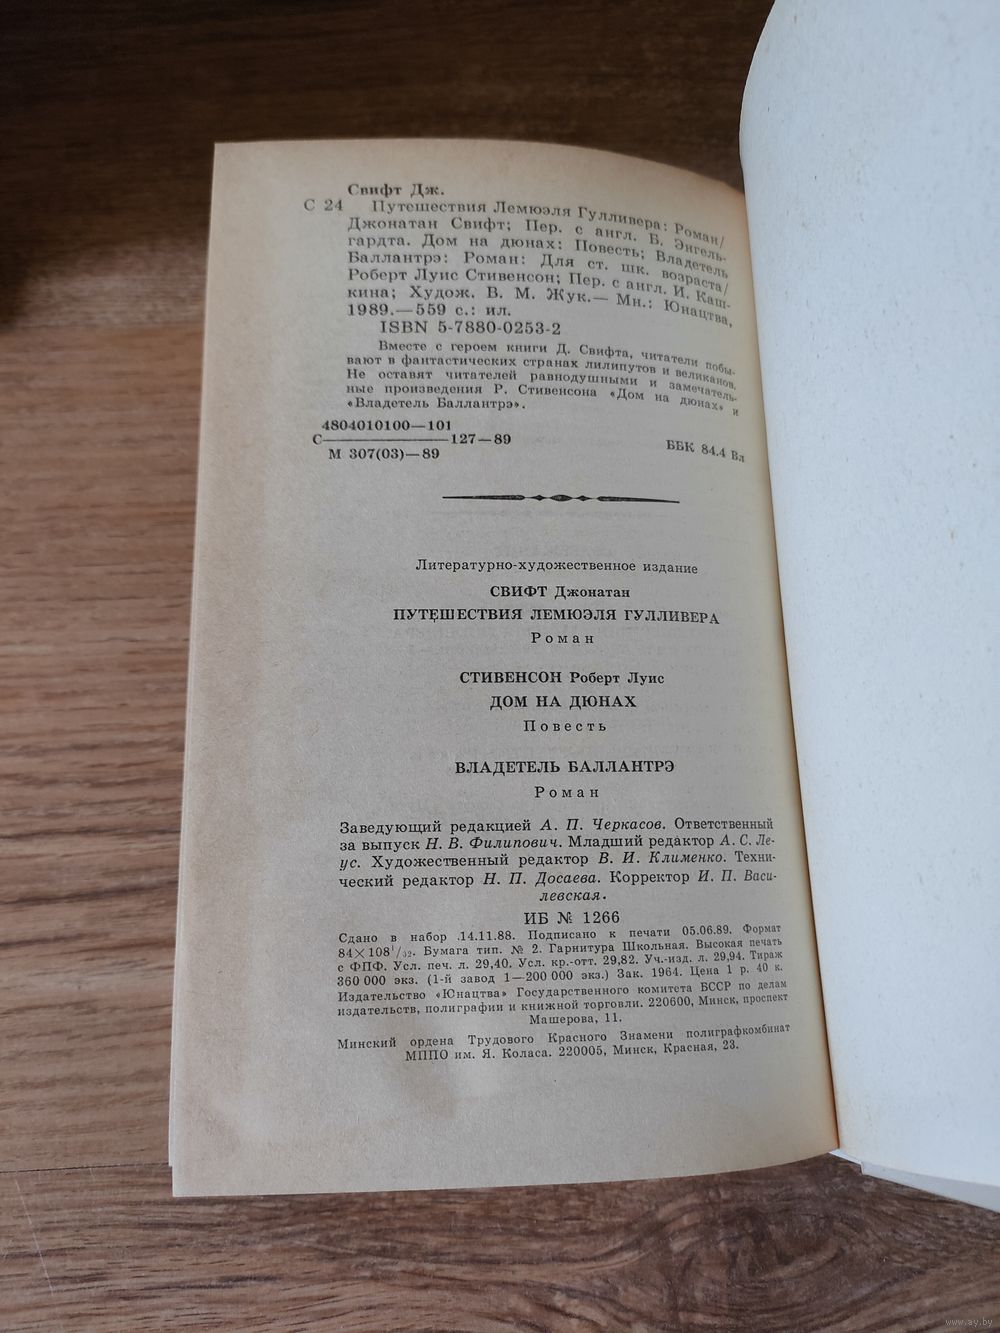 Свифт Дж.
С 24 Путешествия Лемюэля Гулливера: Роман/
Джонатан Свифт; Пер. с англ. Б. Энгель-
гардта. Дом на дюнах: Повесть; Владетель
Баллантрэ: Роман: Для ст. шк. возраста/
Роберт Луис Стивенсон; Пер. с англ. И. Каш-
кина; Худож. В. М. Жук.— Мн.: Юнацтва,
1989.—559 с.: ил.
ISBN 5-7880-0253-2
Вместе с героем книги Д. Свифта, читатели побы-
вают в фантастических странах лилипутов и великанов.
Не оставят читателей равнодушными и замечатель-
ные произведения Р. Стивенсона «Дом на дюнах» и
«Владетель Баллантрэ».
4804010100—101
С————————127—89
М 307(03)—89
ББК 84.4 Вл
Литературно-художественное издание
СВИФТ Джонатан
ПУТЕШЕСТВИЯ ЛЕМЮЭЛЯ ГУЛЛИВЕРА
Роман
СТИВЕНСОН Роберт Луис
ДОМ НА ДЮНАХ
Повесть
ВЛАДЕТЕЛЬ БАЛЛАНТРЭ
Роман
Заведующий редакцией А. П. Черкасов. Ответственный
за выпуск Н. В. Филипович. Младший редактор А. С. Ле-
ус. Художественный редактор В. И. Клименко. Техни-
ческий редактор Н. П. Досаева. Корректор И. П. Васи-
левская.
ИБ № 1266
Сдано в набор 14.11.88. Подписано к печати 05.06.89. Формат
84×108¹/₃₂. Бумага тип. № 2. Гарнитура Школьная. Высокая печать
с ФПФ. Усл. печ. л. 29,40. Усл. кр.-отт. 29,82. Уч.-изд. л. 29,94. Тираж
360 000 экз. (1-й завод 1—200 000 экз.) Зак. 1964. Цена 1 р. 40 к.
Издательство «Юнацтва» Государственного комитета БССР по делам
издательств, полиграфии и книжной торговли. 220600, Минск, проспект
Машерова, 11.
Минский ордена Трудового Красного Знамени полиграфкомбинат
МППО им. Я. Коласа. 220005, Минск, Красная, 23.
www.ay.by